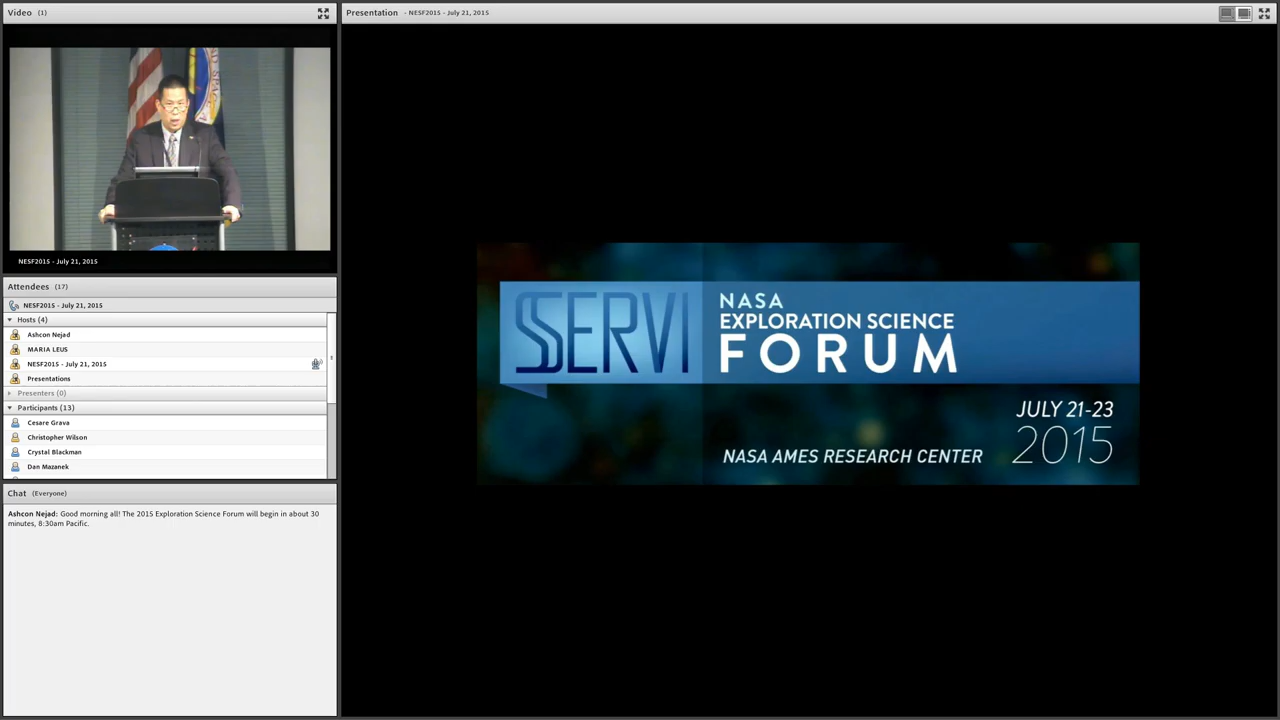 Video (1)
NESF2015 - July 21, 2015
Attendees (17)
NESF2015 - July 21, 2015
Hosts (4)
Ashcon Nejad
MARIA LEUS
NESF2015 - July 21, 2015
Presentations
Presenters (0)
Participants (13)
Cesare Grava
Christopher Wilson
Crystal Blackman
Dan Mazanek
Chat (Everyone)
Ashcon Nejad: Good morning all! The 2015 Exploration Science Forum will begin in about 30
minutes, 8:30am Pacific.
Presentation - NESF2015 - July 21, 2015
SSERVI
NASA
EXPLORATION SCIENCE
FORUM
JULY 21-23
2015
NASA AMES RESEARCH CENTER